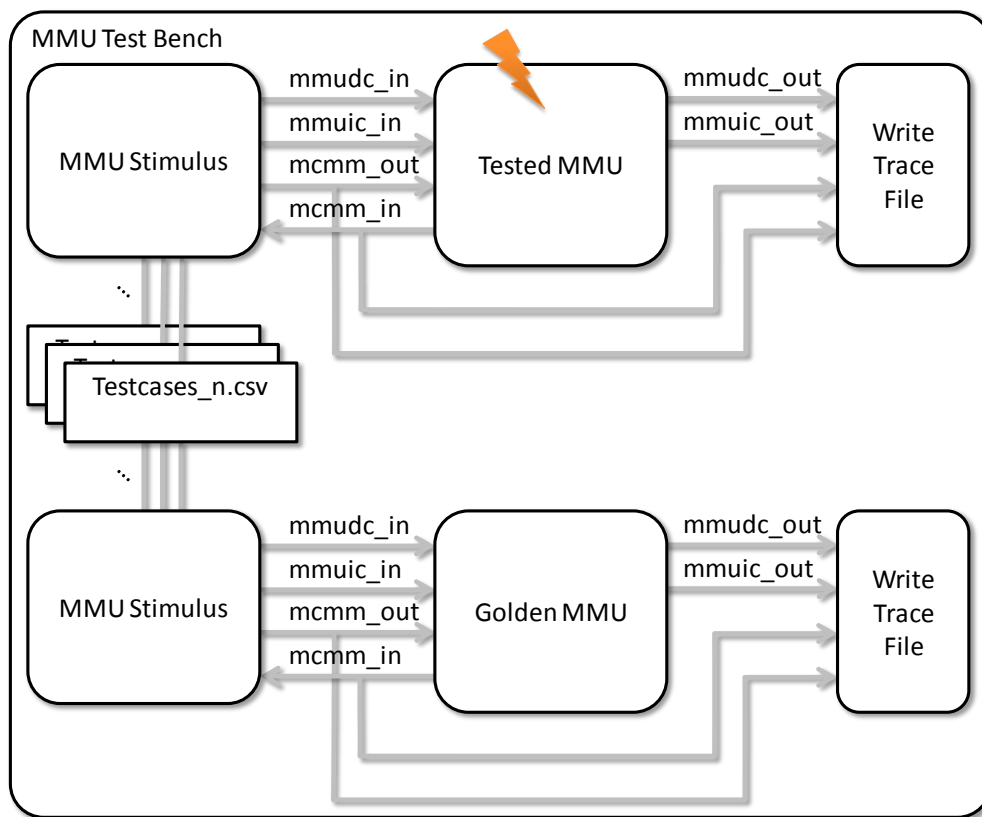 MMU Test Bench
MMU Stimulus
mmudc_in
mmuic_in
mcmm_out
mcmm_in
Tested MMU
mmudc_out
mmuic_out
Write
Trace
File
...
Testcases_n.csv
...
MMU Stimulus
mmudc_in
mmuic_in
mcmm_out
mcmm_in
Golden MMU
mmudc_out
mmuic_out
Write
Trace
File